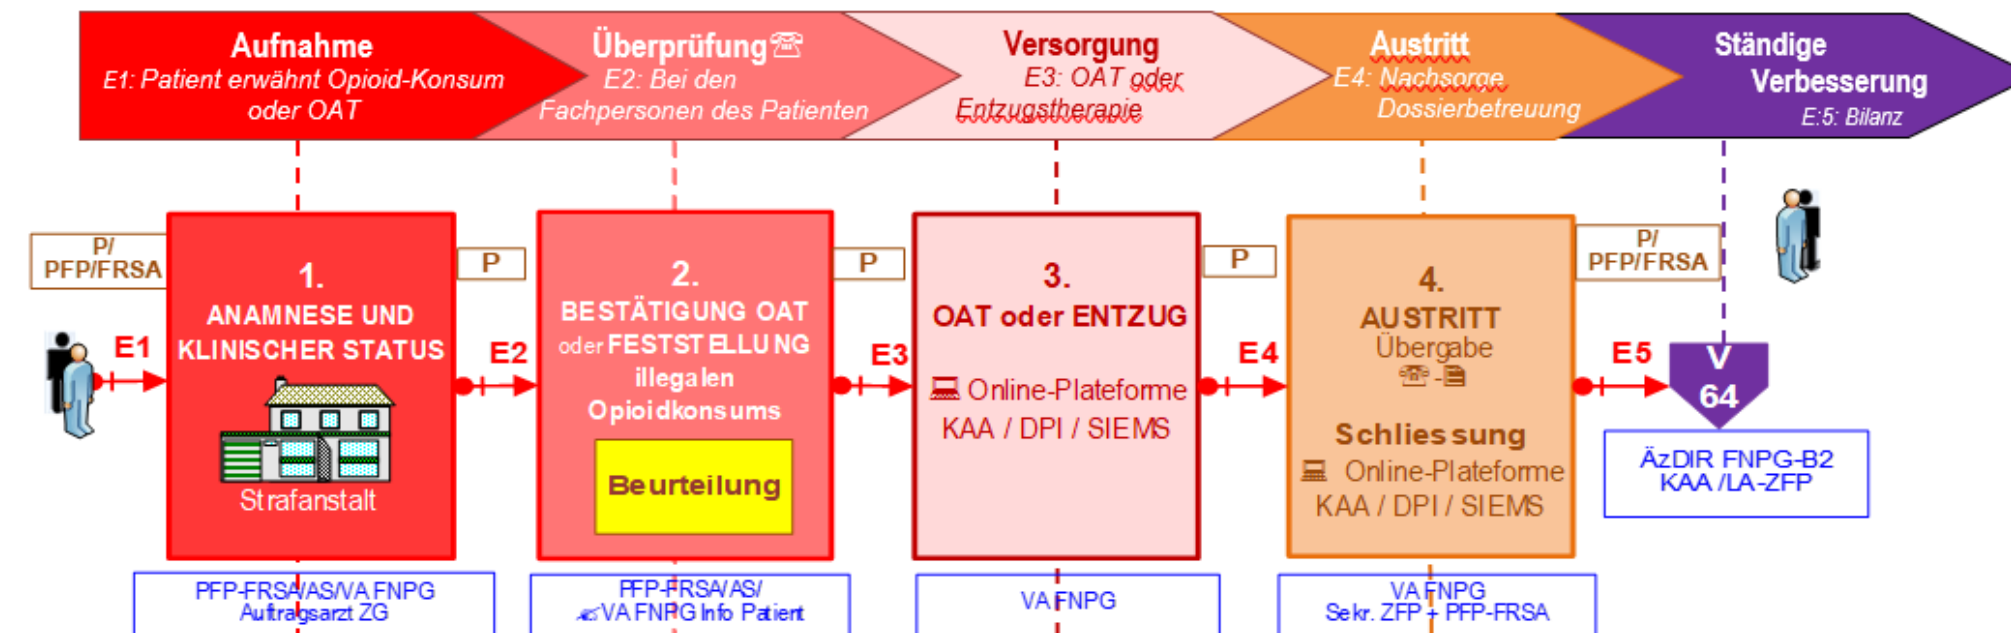 Aufnahme
E1: Patient erwähnt Opioid-Konsum
oder OAT
Überprüfung☏
E2: Bei den
Fachpersonen des Patienten
Versorgung
E3: OAT oder
Entzugstherapie
Austritt
E4: Nachsorge
Dossierbetreuung
Ständige
Verbesserung
E:5: Bilanz
P/
PFP/FRSA
E1
1.
ANAMNESE UND
KLINISCHER STATUS
Strafanstalt
P
E2
2.
BESTÄTIGUNG OAT
oder FESTSTELLUNG
illegalen
Opioidkonsums
Beurteilung
P
E3
3.
OAT oder ENTZUG
Online-Plateforme
KAA / DPI / SIEMS
P
E4
4.
AUSTRITT
Übergabe
☏-
Schliessung
Online-Plateforme
KAA / DPI / SIEMS
P/
PFP/FRSA
E5
V
64
ÄzDIR FNPG-B2
KAA /LA-ZFP
PFP-FRSA/AS/VA FNPG
Auftragsarzt ZG
PFP-FRSA/AS/
VA FNPG Info Patient
VA FNPG
VA FNPG
Sekr. ZFP + PFP-FRSA